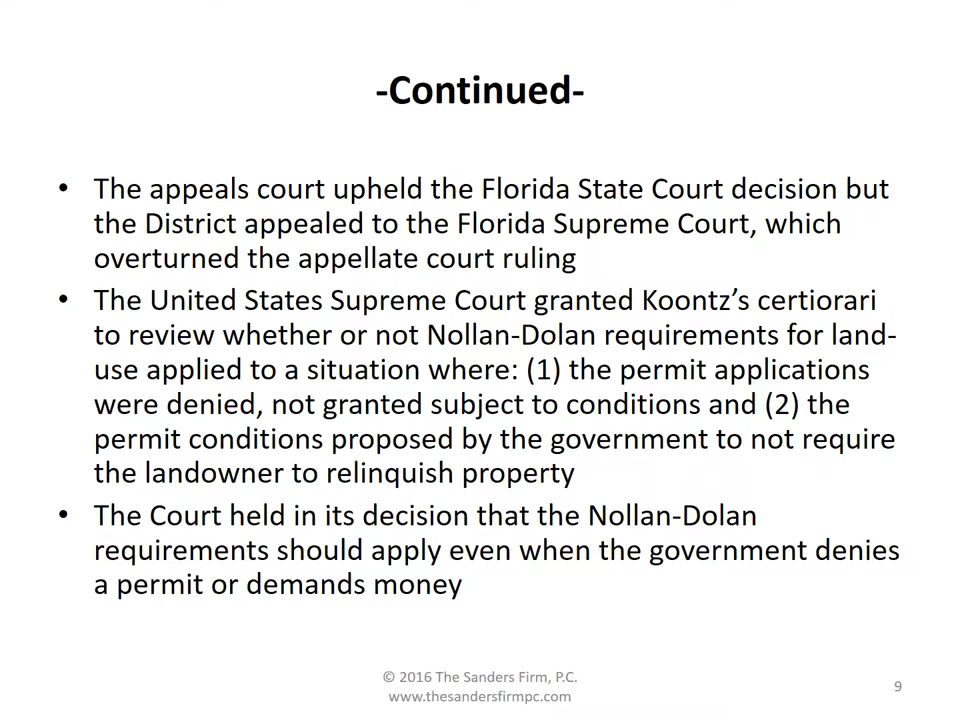 -Continued-
• The appeals court upheld the Florida State Court decision but
the District appealed to the Florida Supreme Court, which
overturned the appellate court ruling
• The United States Supreme Court granted Koontz’s certiorari
to review whether or not Nollan-Dolan requirements for land-
use applied to a situation where: (1) the permit applications
were denied, not granted subject to conditions and (2) the
permit conditions proposed by the government to not require
the landowner to relinquish property
• The Court held in its decision that the Nollan-Dolan
requirements should apply even when the government denies
a permit or demands money
© 2016 The Sanders Firm, P.C.
www.thesandersfirmpc.com
9